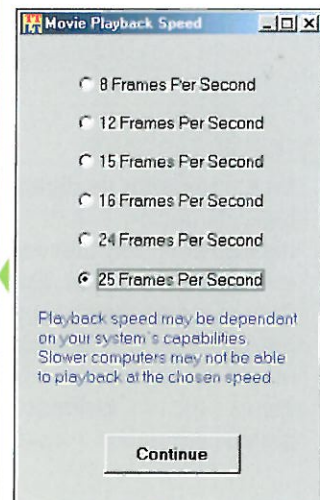 Movie Playback Speed
8 Frames Per Second
12 Frames Per Second
15 Frames Per Second
16 Frames Per Second
24 Frames Per Second
25 Frames Per Second
Playback speed may be dependant
on your system's capabilities.
Slower computers may not be able
to playback at the chosen speed.
Continue